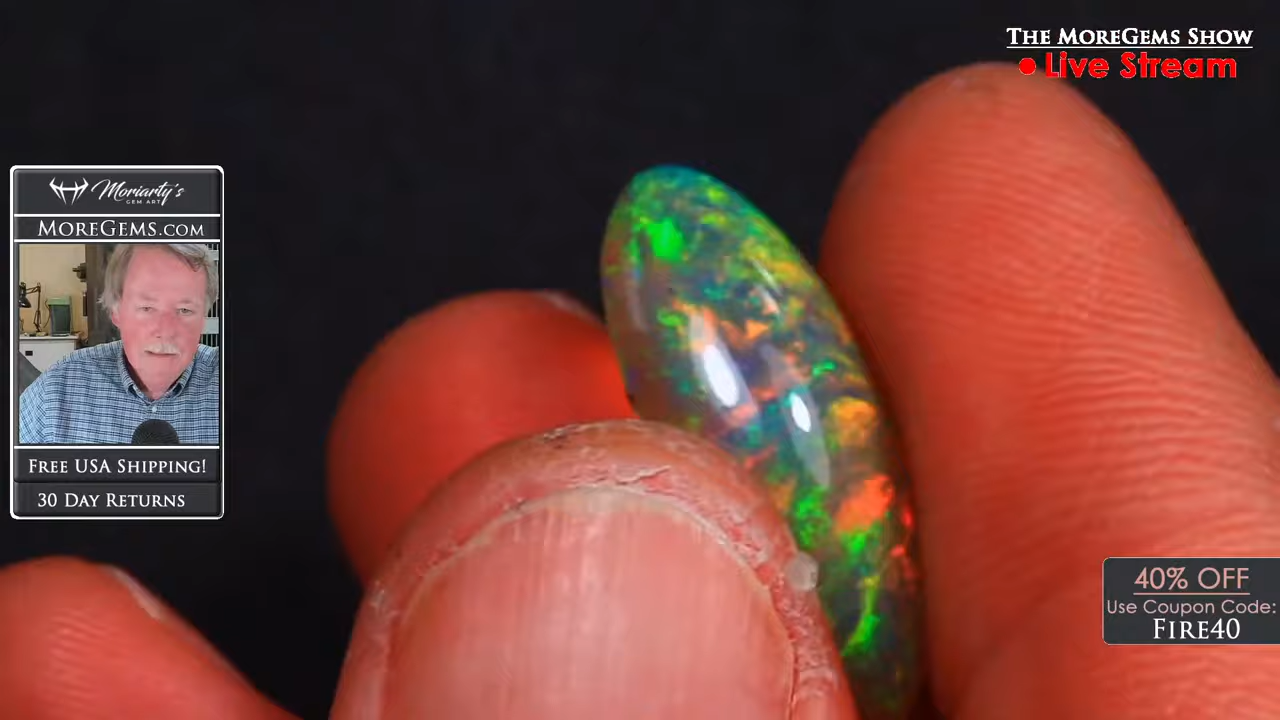 The MoreGems Show
Live Stream
Moriarty's
GEM ART
MoreGems.com
Free USA Shipping!
30 Day Returns
40% OFF
Use Coupon Code:
Fire40